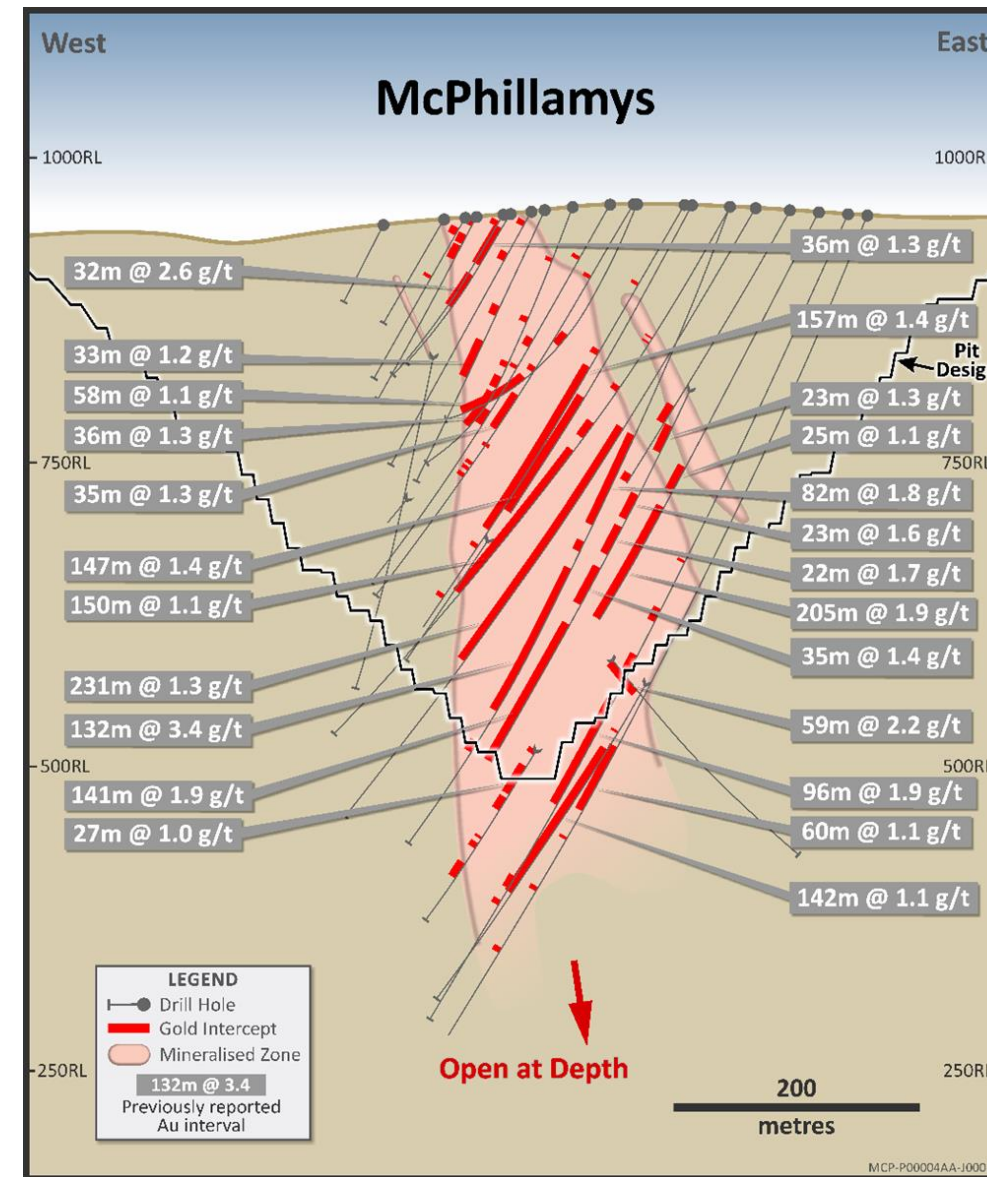 West
East
McPhillamys
1000RL
1000R
36m @ 1.3 g/t
32m @ 2.6 g/t
157m @ 1.4 g/t
33m @ 1.2 g/t
Pit
Desig
58m @ 1.1 g/t
23m @ 1.3 g/t
36m @ 1.3 g/t
25m @ 1.1 g/t
750RL
750RL
35m @ 1.3 g/t
82m @ 1.8 g/t
23m @ 1.6 g/t
147m @ 1.4 g/t
22m @ 1.7 g/t
150m @ 1.1 g/t
205m @ 1.9 g/t
35m @ 1.4 g/t
231m @ 1.3 g/t
132m @ 3.4 g/t
59m @ 2.2 g/t
500RL
500RL
141m @ 1.9 g/t
96m @ 1.9 g/t
27m @ 1.0 g/t
60m @ 1.1 g/t
142m @ 1.1 g/t
LEGEND
Drill Hole
Gold Intercept
Mineralised Zone
132m @ 3.4
Previously reported
Au interval
Open at Depth
250RL
250RL
200
metres
MCP-P00004AA-J000